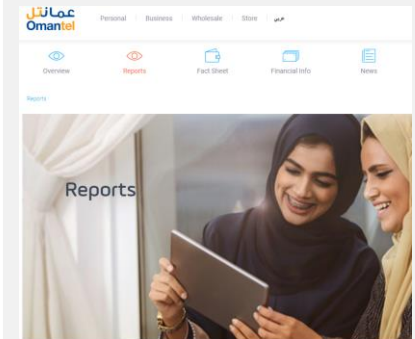 عمانتل
Omantel
Personal
Business
Wholesale
Store
عربي
Overview
Reports
Fact Sheet
Financial Info
News
Reports
Reports